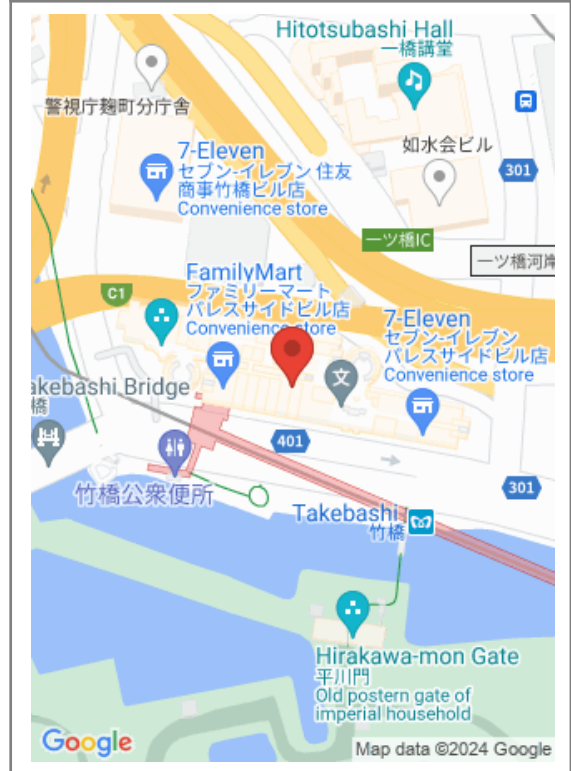 Hitotsubashi Hall
一橋講堂
警視庁麹町分庁舎
如水会ビル
7-Eleven
セブン-イレブン 住友
商事竹橋ビル店
Convenience store
301
一ツ橋IC
一ツ橋河岸
C1
FamilyMart
ファミリーマート
パレスサイドビル店
Convenience store
7-Eleven
セブン-イレブン
パレスサイドビル店
Convenience store
文
akebashi Bridge
橋
401
301
竹橋公衆便所
Takebashi
竹橋
Hirakawa-mon Gate
平川門
Old postern gate of
imperial household
Google
Map data ©2024 Google